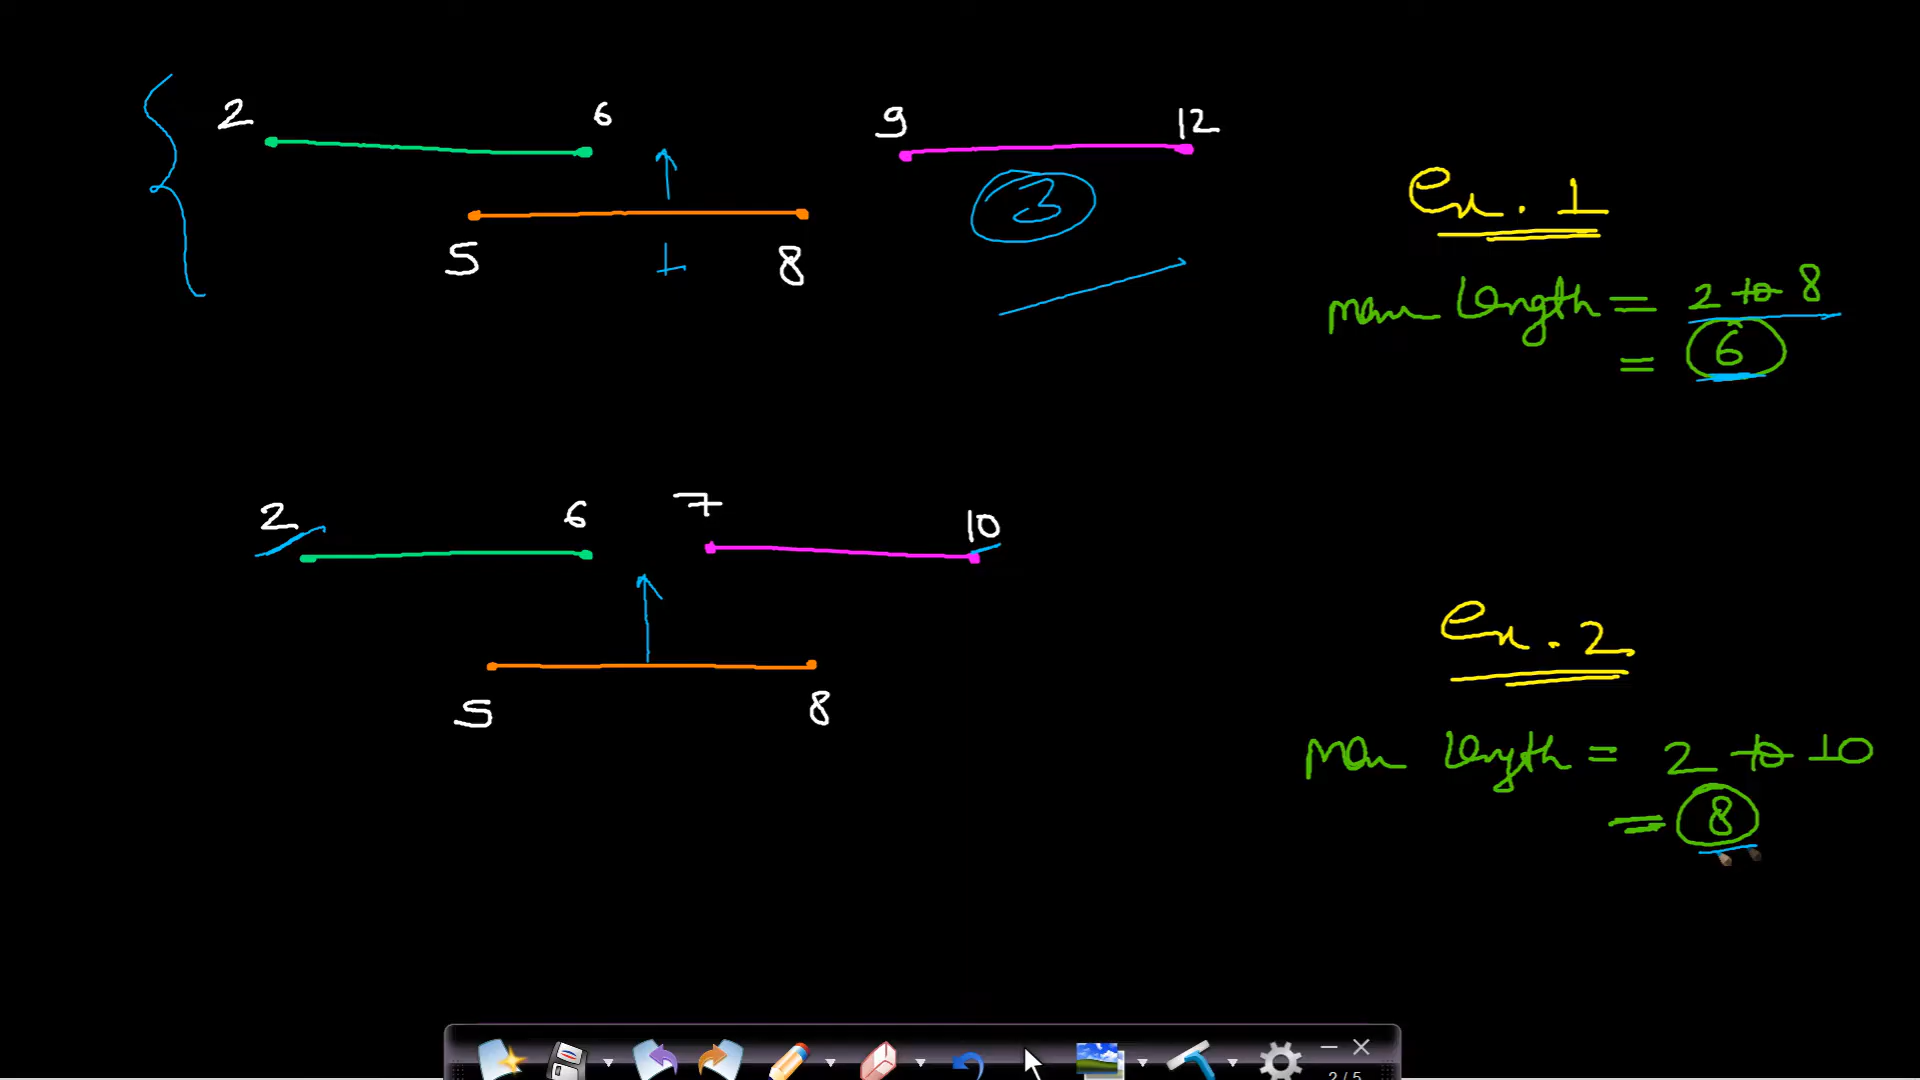 2 6 9 12
3
5 1 8
Ex. 1
Max length = 2 to 8
= 6
2 6 7 10
5 8
Ex. 2
Max length = 2 to 10
= 8
2/5